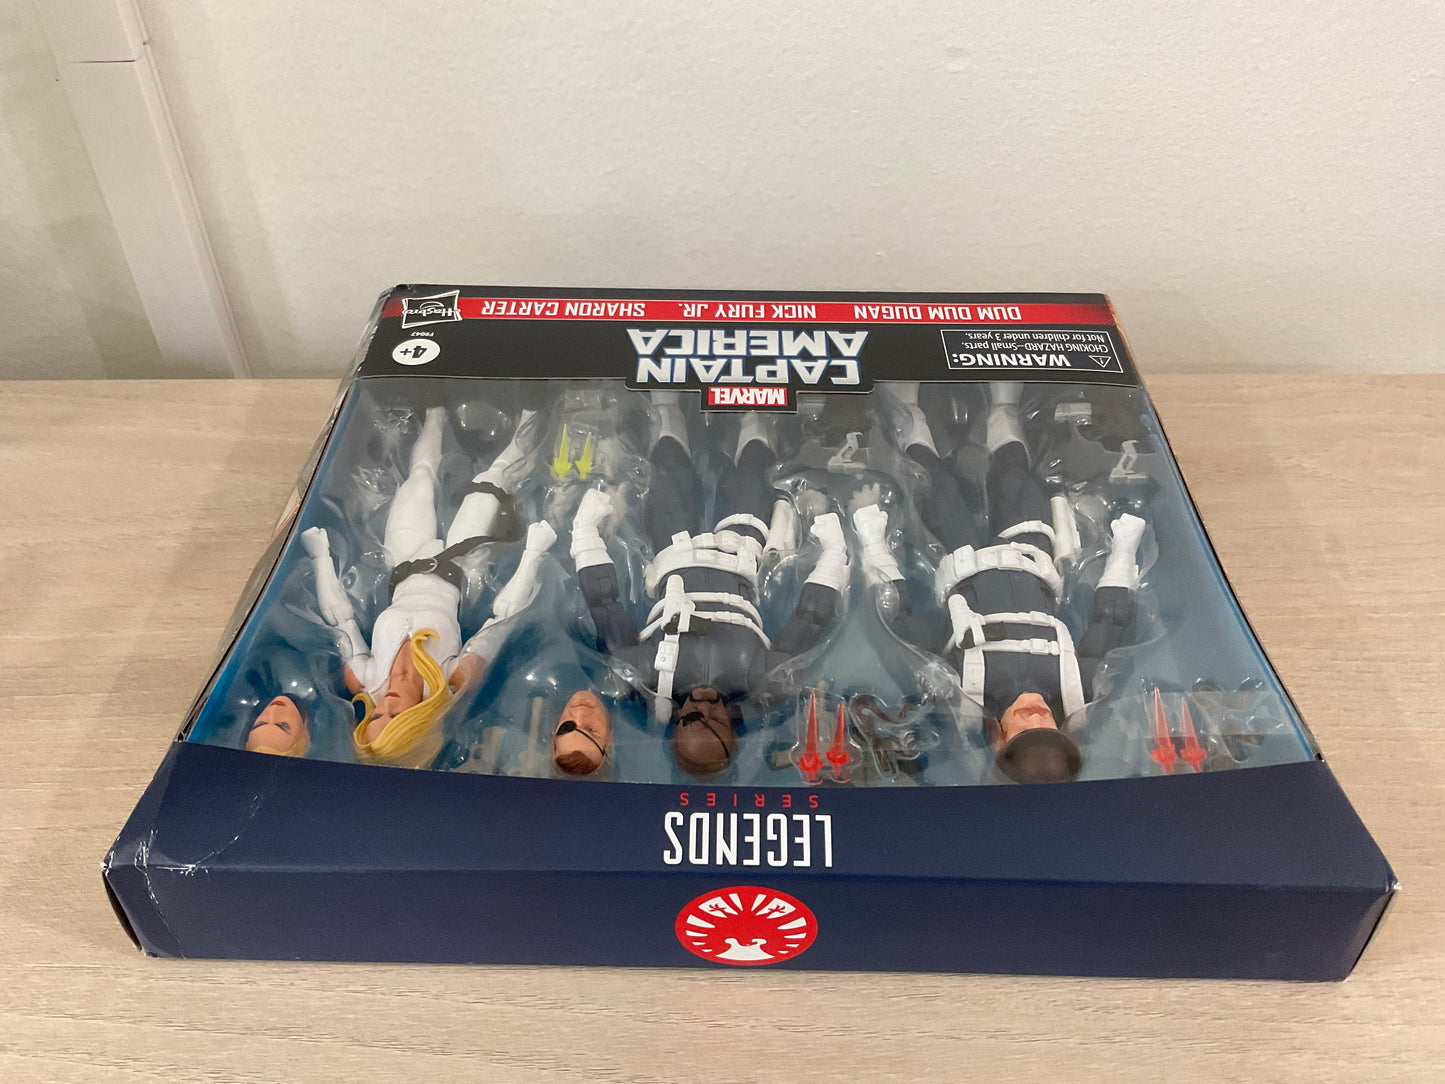 LEGENDS
SERIES
MARVEL
CAPTAIN
AMERICA
WARNING:
CHOKING HAZARD–Small parts.
Not for children under 3 years.
4+
F9047
DUM DUM DUGAN NICK FURY JR. SHARON CARTER
Hasbro